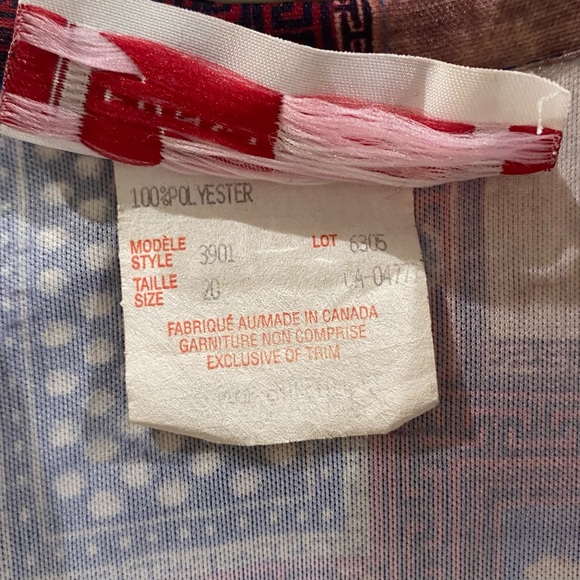 100%POLYESTER
MODÈLE
STYLE 3901 LOT 6305
TAILLE
SIZE 20 CA-0477
FABRIQUÉ AU/MADE IN CANADA
GARNITURE NON COMPRISE
EXCLUSIVE OF TRIM